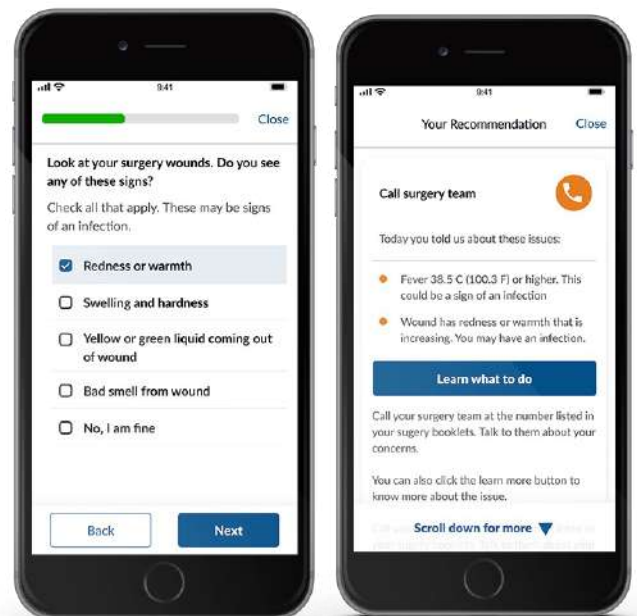 9:41
Close
Look at your surgery wounds. Do you see
any of these signs?
Check all that apply. These may be signs
of an infection.
Redness or warmth
Swelling and hardness
Yellow or green liquid coming out
of wound
Bad smell from wound
No, I am fine
Back
Next
9:41
Your Recommendation
Close
Call surgery team
Today you told us about these issues:
Fever 38.5 C (100.3 F) or higher. This
could be a sign of an infection
Wound has redness or warmth that is
increasing. You may have an infection.
Learn what to do
Call your surgery team at the number listed in
your sugery booklets. Talk to them about your
concerns.
You can also click the learn more button to
know more about the issue.
Scroll down for more